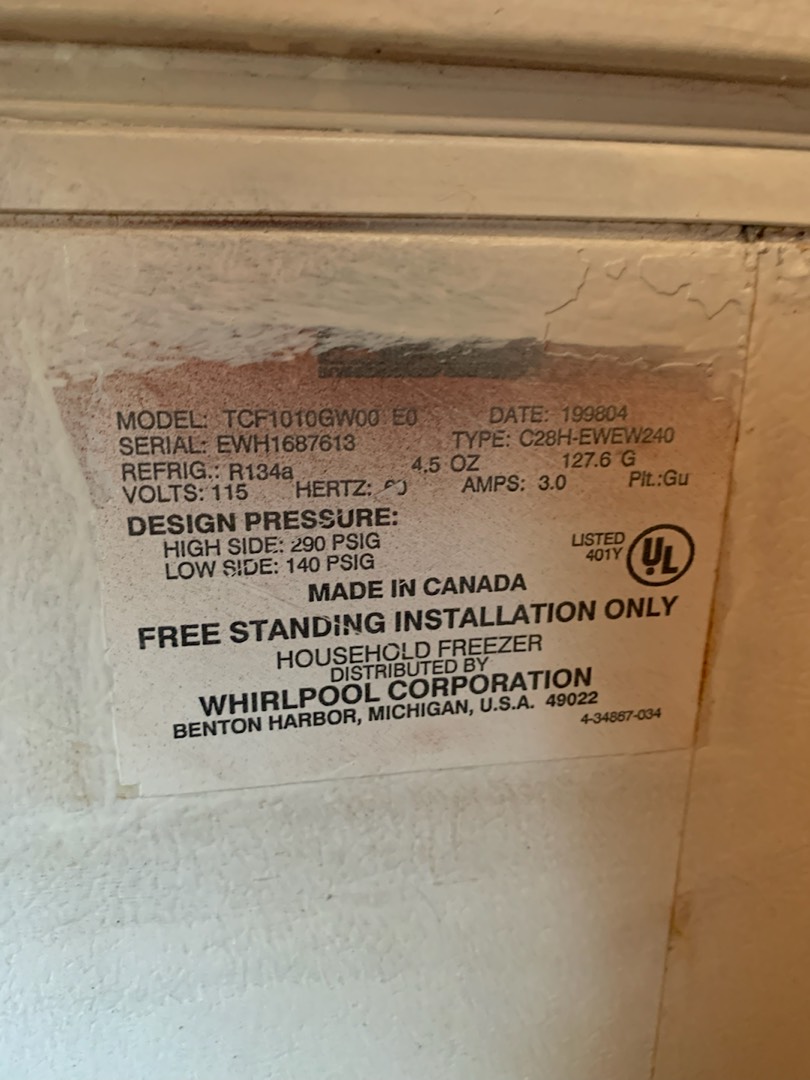 MODEL: TCF1010GW00 E0 DATE: 199804
SERIAL: EWH1687613 TYPE: C28H-EWEW240
REFRIG.: R134a 4.5 OZ 127.6 G
VOLTS: 115 HERTZ: AMPS: 3.0 Plt.:Gu
DESIGN PRESSURE:
HIGH SIDE: 290 PSIG
LOW SIDE: 140 PSIG
LISTED
401Y
UL
MADE IN CANADA
FREE STANDING INSTALLATION ONLY
HOUSEHOLD FREEZER
DISTRIBUTED BY
WHIRLPOOL CORPORATION
BENTON HARBOR, MICHIGAN, U.S.A. 49022
4-34867-034